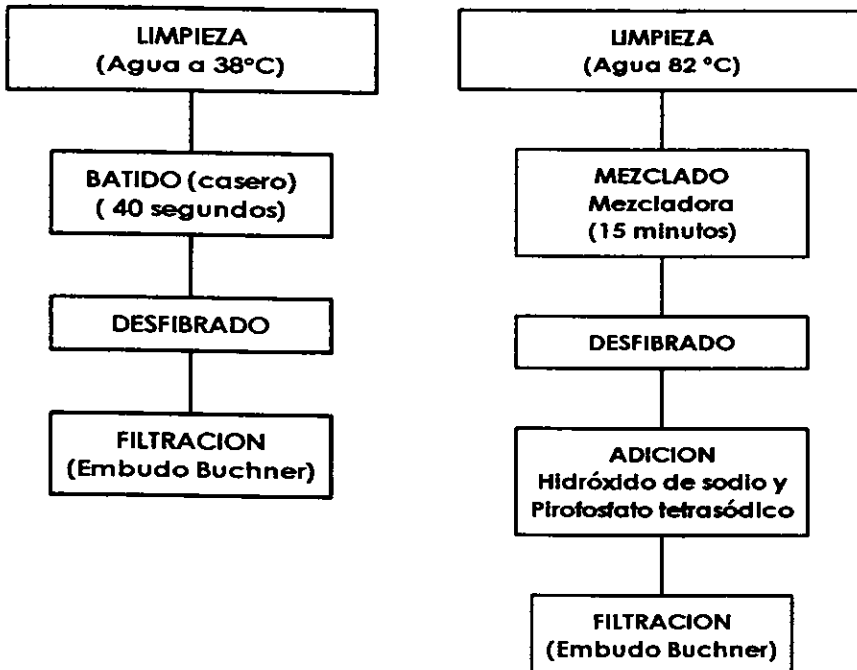 LIMPIEZA
(Agua a 38°C)
BATIDO (casero)
( 40 segundos)
DESFIBRADO
FILTRACION
(Embudo Buchner)
LIMPIEZA
(Agua 82 °C)
MEZCLADO
Mezcladora
(15 minutos)
DESFIBRADO
ADICION
Hidróxido de sodio y
Pirofosfato tetrasódico
FILTRACION
(Embudo Buchner)